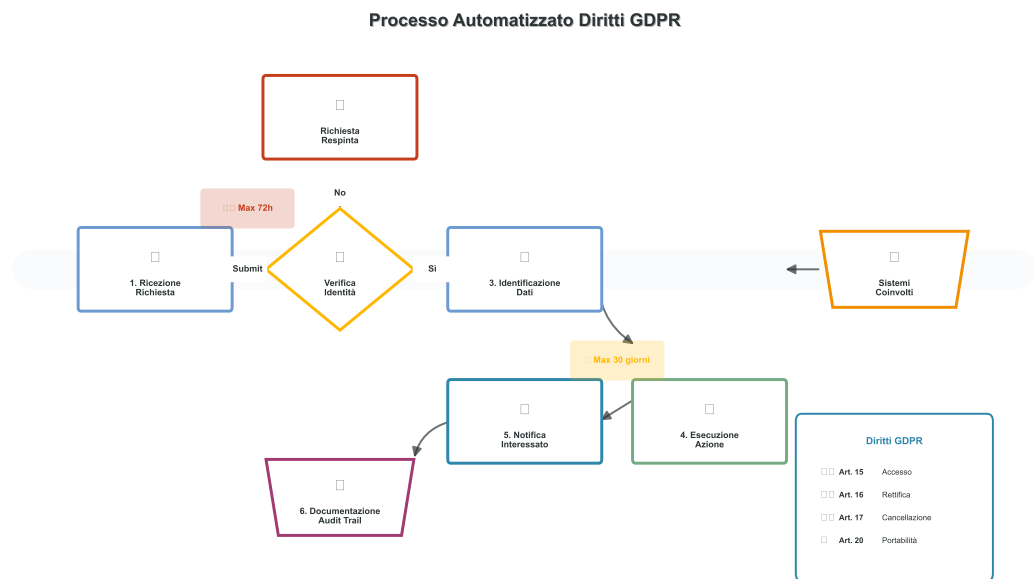 Processo Automatizzato Diritti GDPR
Richiesta
Respinta
No
Max 72h
1. Ricezione
Richiesta
Submit
Verifica
Identità
Sì
3. Identificazione
Dati
Sistemi
Coinvolti
Max 30 giorni
5. Notifica
Interessato
4. Esecuzione
Azione
6. Documentazione
Audit Trail
Diritti GDPR
Art. 15 Accesso
Art. 16 Rettifica
Art. 17 Cancellazione
Art. 20 Portabilità